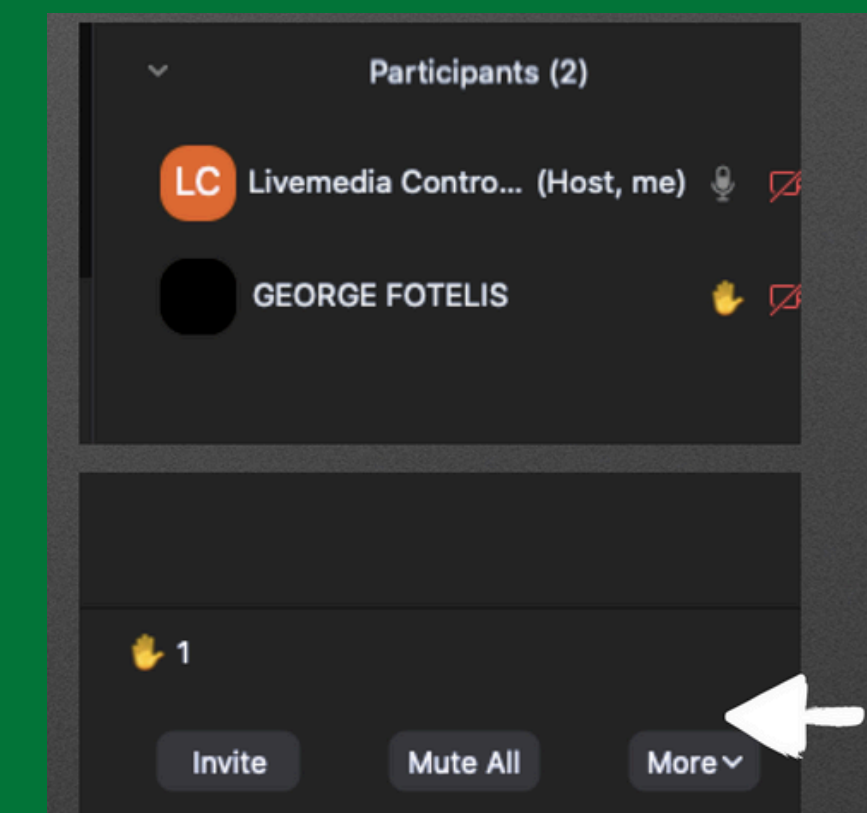 Participants (2)
LC Livemedia Contro... (Host, me)
GEORGE FOTELIS
1
Invite Mute All More